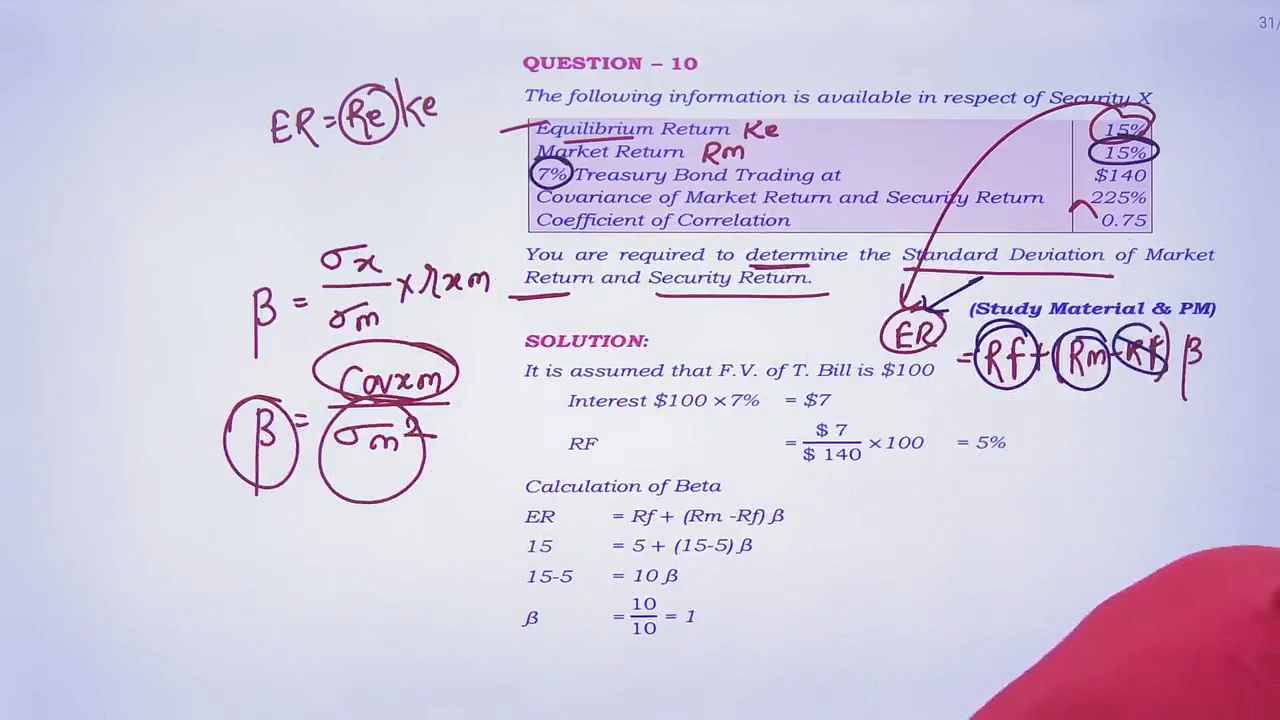 31/
QUESTION – 10
The following information is available in respect of Security X
Equilibrium Return Ke 15%
Market Return Rm 15%
7% Treasury Bond Trading at $140
Covariance of Market Return and Security Return 225%
Coefficient of Correlation 0.75
You are required to determine the Standard Deviation of Market
Return and Security Return.
(Study Material & PM)
ER = Rf + (Rm - Rf) β
SOLUTION:
It is assumed that F.V. of T. Bill is $100
Interest $100 × 7% = $7
RF = $ 7 / $ 140 × 100 = 5%
Calculation of Beta
ER = Rf + (Rm -Rf) β
15 = 5 + (15-5) β
15-5 = 10 β
β = 10 / 10 = 1
ER = Re / Ke
β = σx / σm × rxm
β = Covxm / σm²